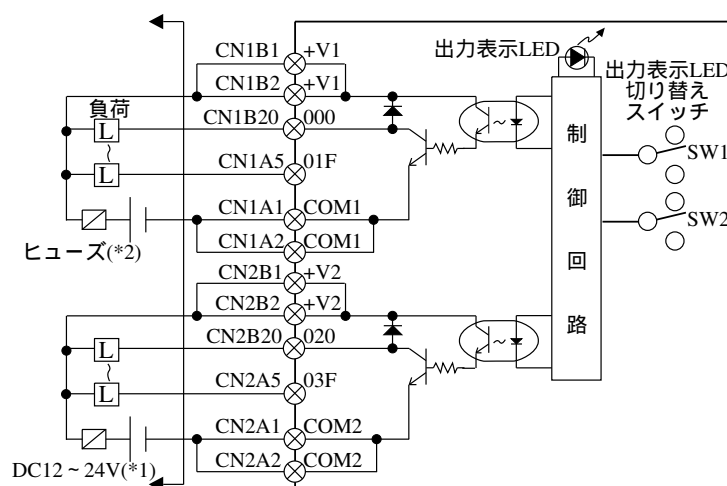 CN1B1 +V1
CN1B2 +V1
負荷
CN1B20 000
L
~
L
CN1A5 01F
CN1A1 COM1
CN1A2 COM1
ヒューズ(*2)
CN2B1 +V2
CN2B2 +V2
CN2B20 020
L
~
L
CN2A5 03F
CN2A1 COM2
CN2A2 COM2
DC12~24V(*1)
~
~
出力表示LED
制御回路
出力表示LED
切り替え
スイッチ
SW1
SW2